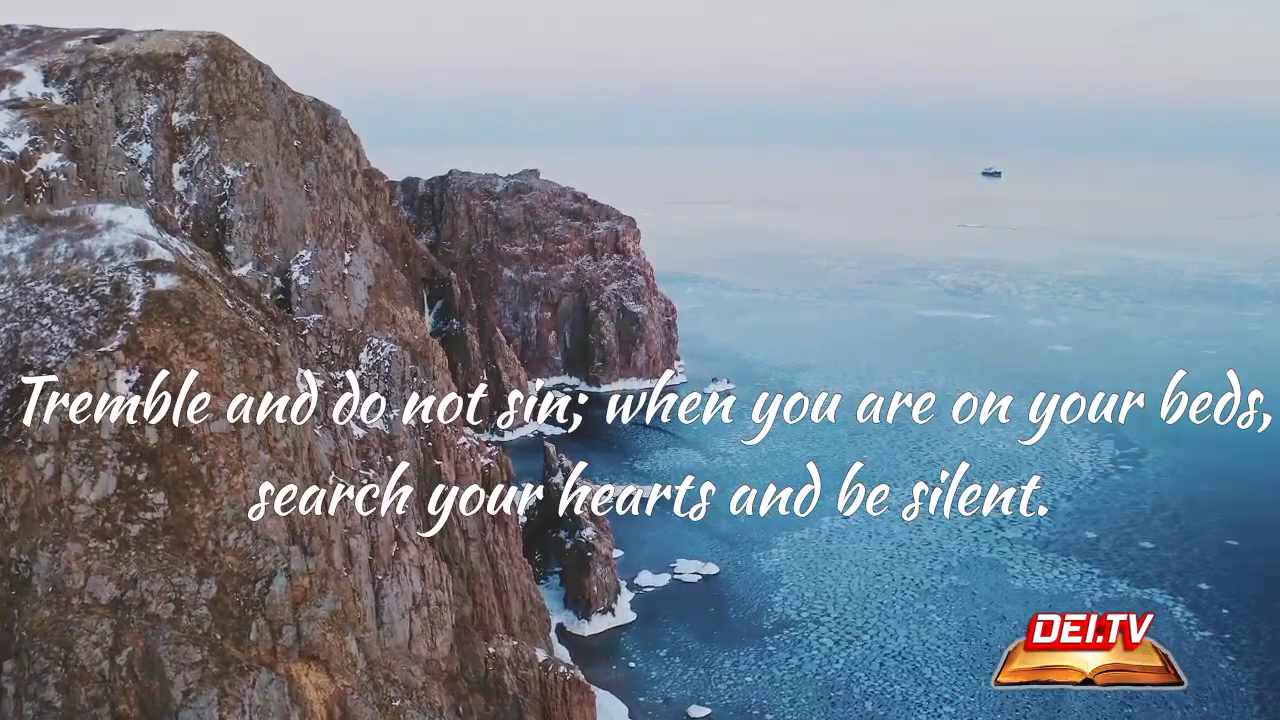 Tremble and do not sin; when you are on your beds,
search your hearts and be silent.
DEI.TV